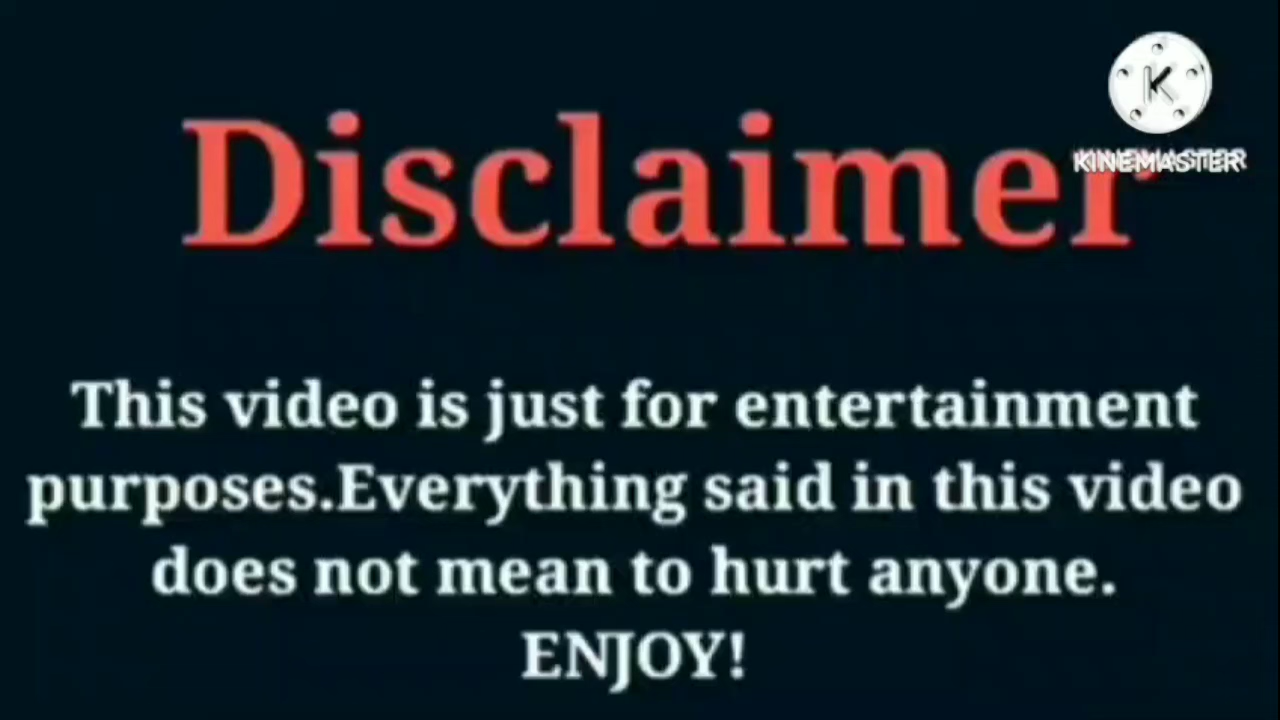 K
KINEMASTER
Disclaimer
This video is just for entertainment
purposes.Everything said in this video
does not mean to hurt anyone.
ENJOY!